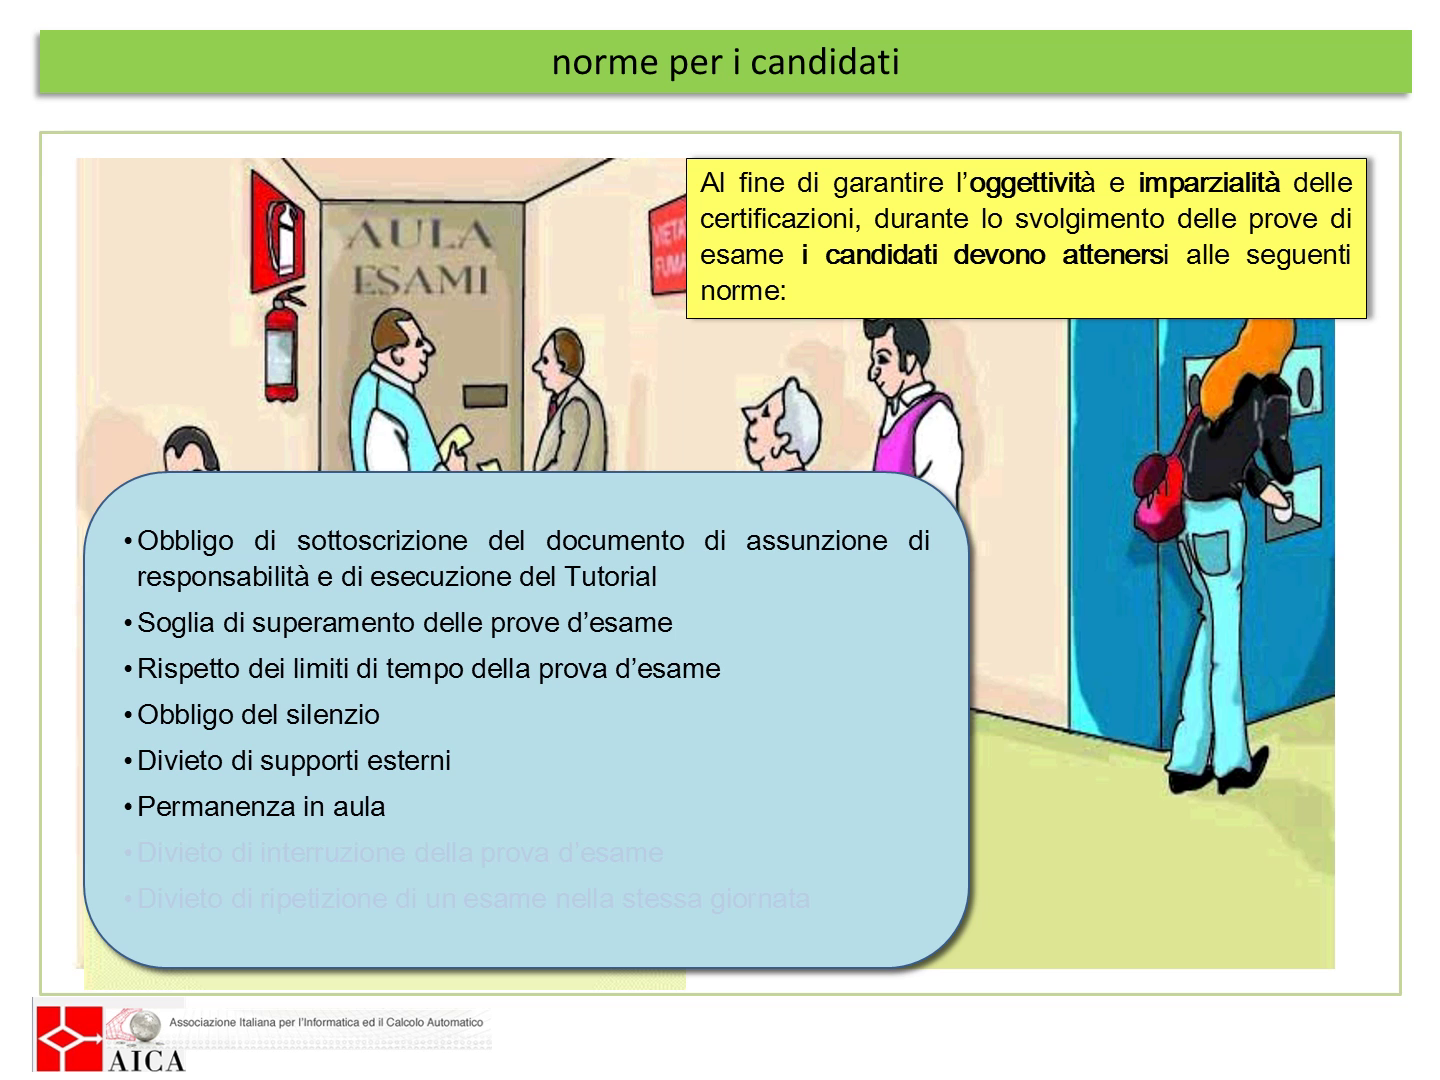 norme per i candidati
AULA
ESAMI
VIETA
FUMA
Al fine di garantire l’oggettività e imparzialità delle
certificazioni, durante lo svolgimento delle prove di
esame i candidati devono attenersi alle seguenti
norme:
•Obbligo di sottoscrizione del documento di assunzione di
responsabilità e di esecuzione del Tutorial
•Soglia di superamento delle prove d’esame
•Rispetto dei limiti di tempo della prova d’esame
•Obbligo del silenzio
•Divieto di supporti esterni
•Permanenza in aula
•Divieto di interruzione della prova d’esame
•Divieto di ripetizione di un esame nella stessa giornata
Associazione Italiana per l'Informatica ed il Calcolo Automatico
AICA